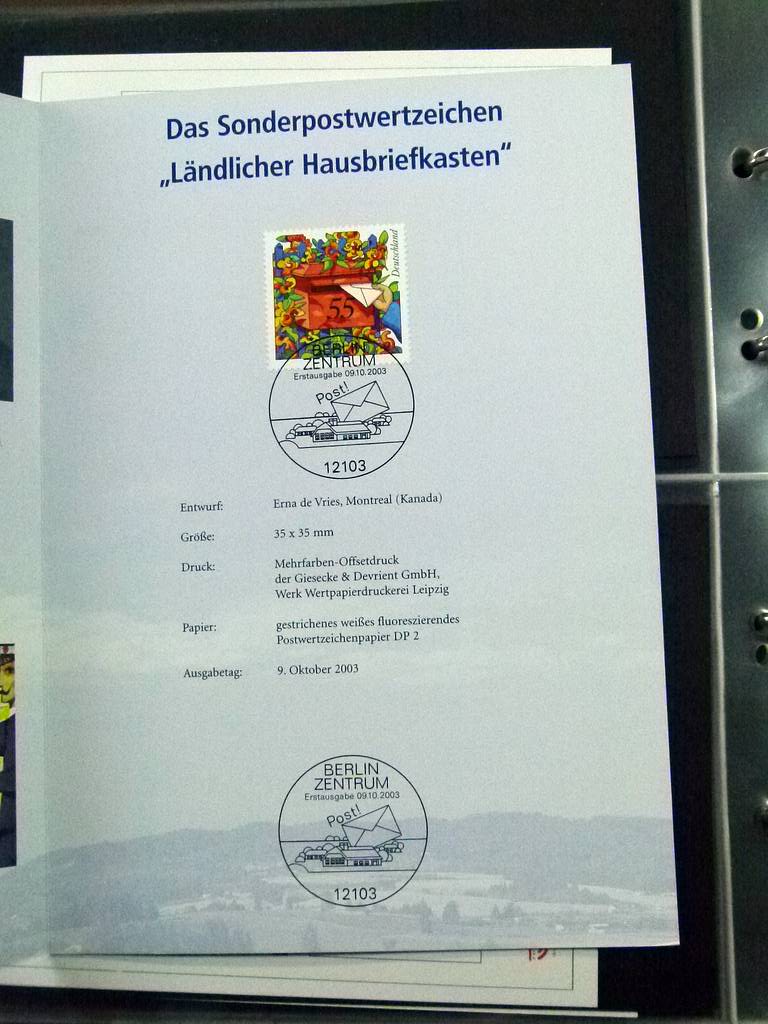 Das Sonderpostwertzeichen
„Ländlicher Hausbriefkasten“
Deutschland
55
BERLIN
ZENTRUM
Erstausgabe 09.10.2003
Post!
12103
Entwurf: Erna de Vries, Montreal (Kanada)
Größe: 35 x 35 mm
Druck: Mehrfarben-Offsetdruck
der Giesecke & Devrient GmbH,
Werk Wertpapierdruckerei Leipzig
Papier: gestrichenes weißes fluoreszierendes
Postwertzeichenpapier DP 2
Ausgabetag: 9. Oktober 2003
BERLIN
ZENTRUM
Erstausgabe 09.10.2003
Post!
12103